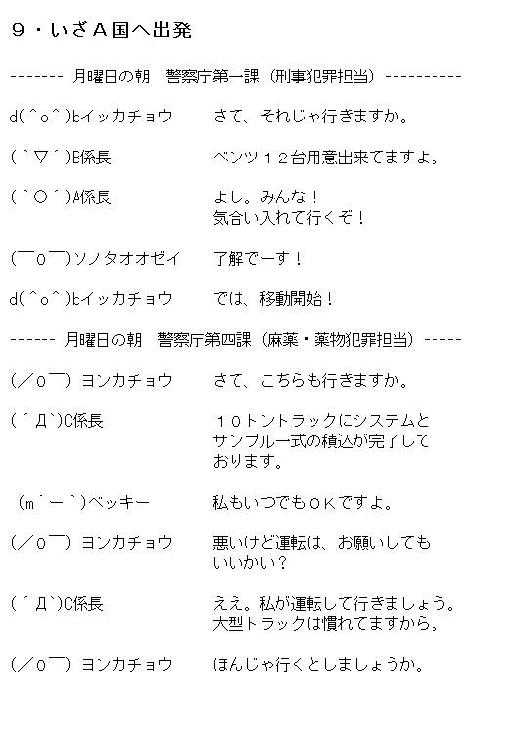 ９・いざＡ国へ出発
------- 月曜日の朝　警察庁第一課（刑事犯罪担当）----------
d(＾o＾)bイッカチョウ　　さて、それじゃ行きますか。
(｀▽´)B係長　　ベンツ１２台用意出来てますよ。
(｀○´)A係長　　よし。みんな！
気合い入れて行くぞ！
(￣０￣)ソノタオオゼイ　　了解でーす！
d(＾o＾)bイッカチョウ　　では、移動開始！
------ 月曜日の朝　警察庁第四課（麻薬・薬物犯罪担当）-----
(／０￣) ヨンカチョウ　　さて、こちらも行きますか。
(´Д`)C係長　　１０トントラックにシステムと
サンプル一式の積込が完了して
おります。
(m´ー｀)ベッキー　　私もいつでもＯＫですよ。
(／０￣) ヨンカチョウ　　悪いけど運転は、お願いしても
いいかい？
(´Д`)C係長　　ええ。私が運転して行きましょう。
大型トラックは慣れてますから。
(／０￣) ヨンカチョウ　　ほんじゃ行くとしましょうか。